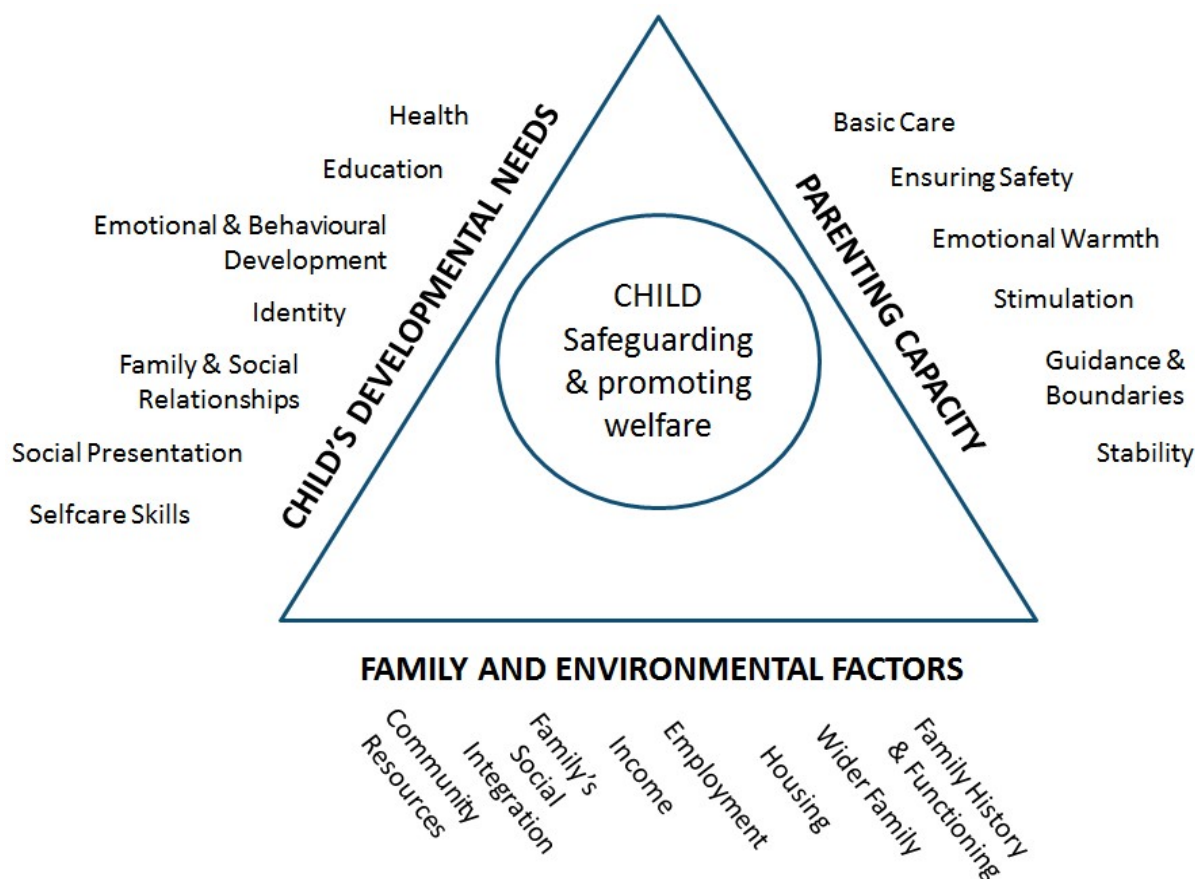 Health
Education
Emotional & Behavioural
Development
Identity
Family & Social
Relationships
Social Presentation
Selfcare Skills
CHILD'S DEVELOPMENTAL NEEDS
CHILD
Safeguarding
& promoting
welfare
PARENTING CAPACITY
Basic Care
Ensuring Safety
Emotional Warmth
Stimulation
Guidance &
Boundaries
Stability
FAMILY AND ENVIRONMENTAL FACTORS
Community
Resources
Family's
Social
Integration
Income
Employment
Housing
Wider Family
Family History
& Functioning